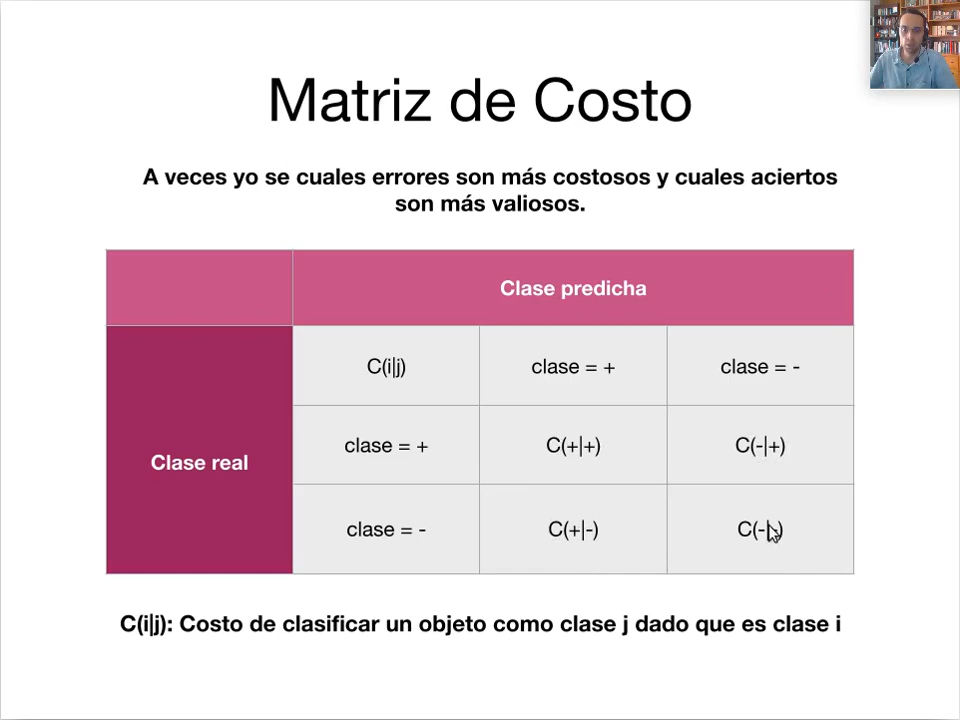 Matriz de Costo
A veces yo se cuales errores son más costosos y cuales aciertos
son más valiosos.
Clase predicha
C(i|j)
clase = +
clase = -
Clase real
clase = +
C(+|+)
C(-|+)
clase = -
C(+|-)
C(-|-)
C(i|j): Costo de clasificar un objeto como clase j dado que es clase i